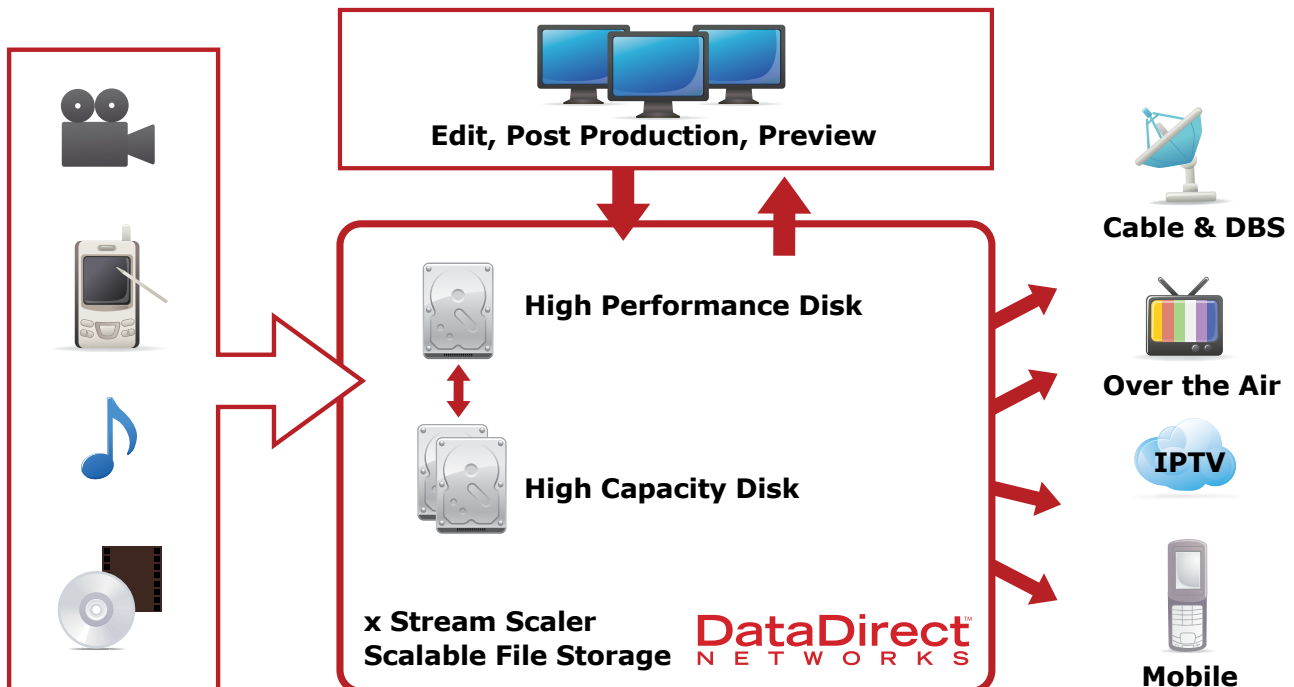 Edit, Post Production, Preview
Cable & DBS
High Performance Disk
Over the Air
IPTV
High Capacity Disk
x Stream Scaler
Scalable File Storage
DataDirect™
NETWORKS
Mobile